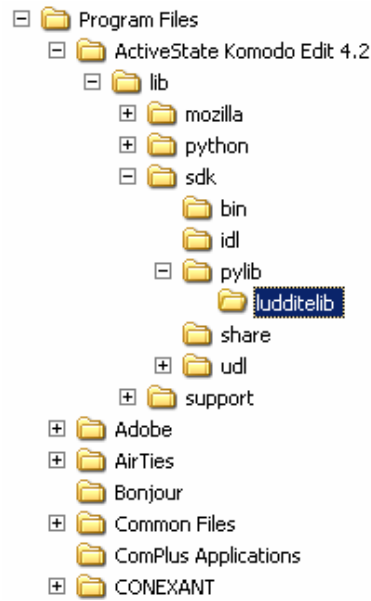 Program Files
ActiveState Komodo Edit 4.2
lib
mozilla
python
sdk
bin
idl
pylib
ludditelib
share
udl
support
Adobe
AirTies
Bonjour
Common Files
ComPlus Applications
CONEXANT